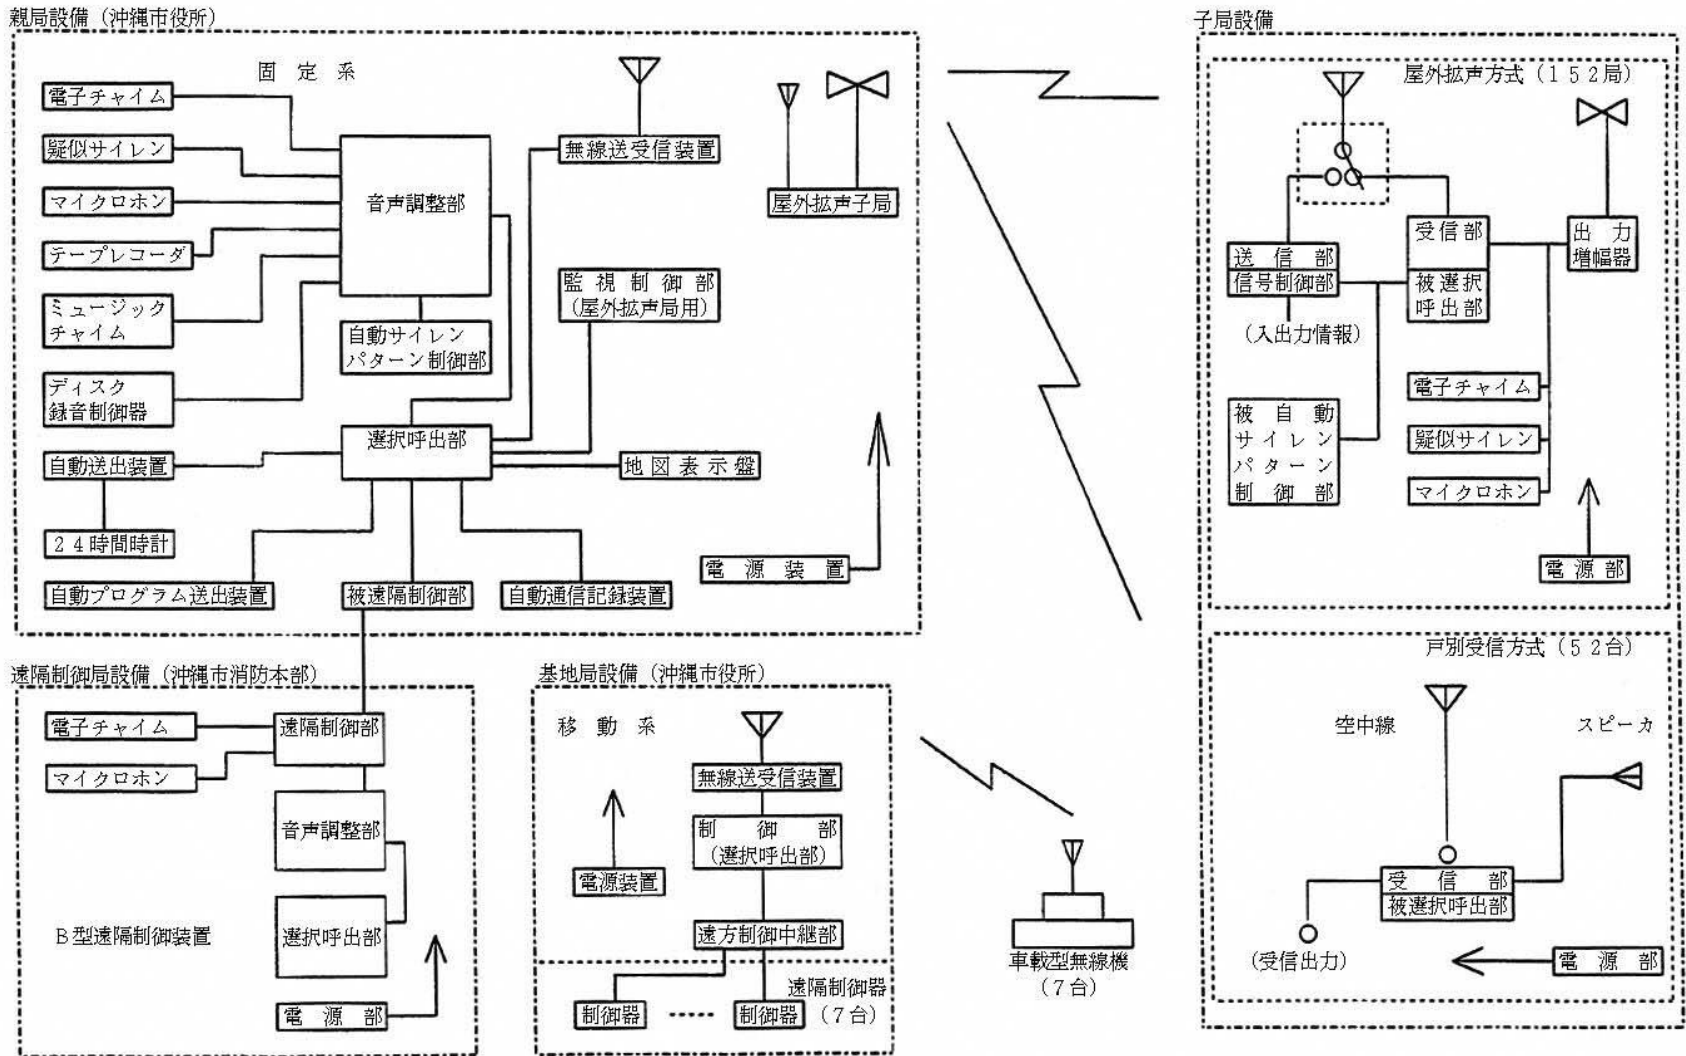 親局設備（沖縄市役所）
固定系
電子チャイム
疑似サイレン
マイクロホン
テープレコーダ
ミュージック
チャイム
ディスク
録音制御器
自動送出装置
２４時間時計
自動プログラム送出装置
音声調整部
自動サイレン
パターン制御部
選択呼出部
被遠隔制御部
自動通信記録装置
無線送受信装置
監視制御部
（屋外拡声局用）
地図表示盤
屋外拡声子局
電源装置
遠隔制御局設備（沖縄市消防本部）
電子チャイム
マイクロホン
遠隔制御部
音声調整部
選択呼出部
Ｂ型遠隔制御装置
電源部
基地局設備（沖縄市役所）
移動系
無線送受信装置
制御部
（選択呼出部）
電源装置
遠方制御中継部
遠隔制御器
制御器
制御器
（７台）
車載型無線機
（７台）
子局設備
屋外拡声方式（１５２局）
送信部
信号制御部
（入出力情報）
受信部
被選択
呼出部
出力
増幅器
被自動
サイレン
パターン
制御部
電子チャイム
疑似サイレン
マイクロホン
電源部
戸別受信方式（５２台）
空中線
スピーカ
受信部
被選択呼出部
（受信出力）
電源部